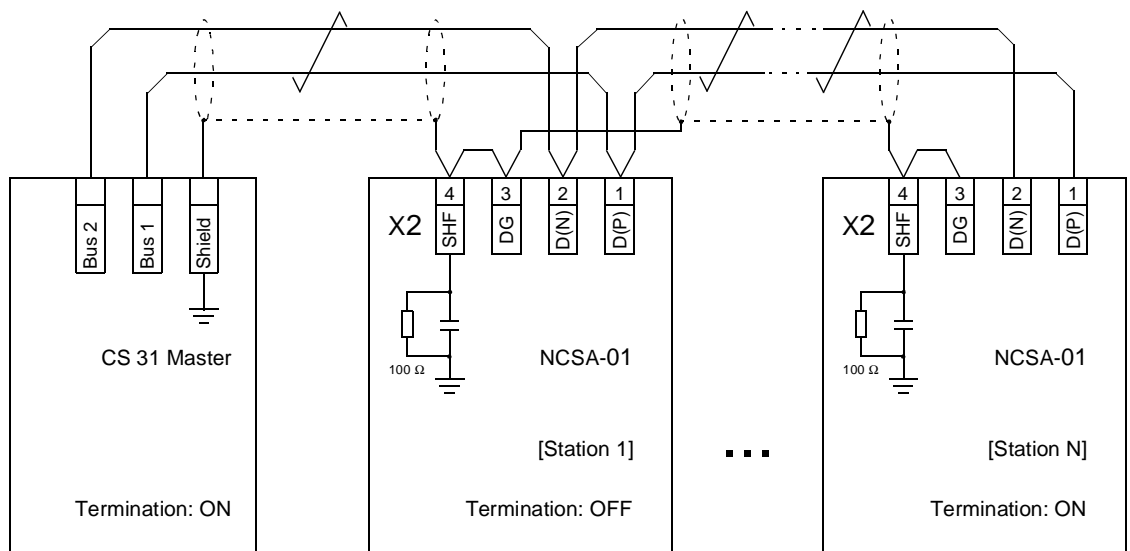 Bus 2
Bus 1
Shield
CS 31 Master
Termination: ON
X2
4
3
2
1
SHF
DG
D(N)
D(P)
100 Ω
NCSA-01
[Station 1]
Termination: OFF
X2
4
3
2
1
SHF
DG
D(N)
D(P)
100 Ω
NCSA-01
[Station N]
Termination: ON